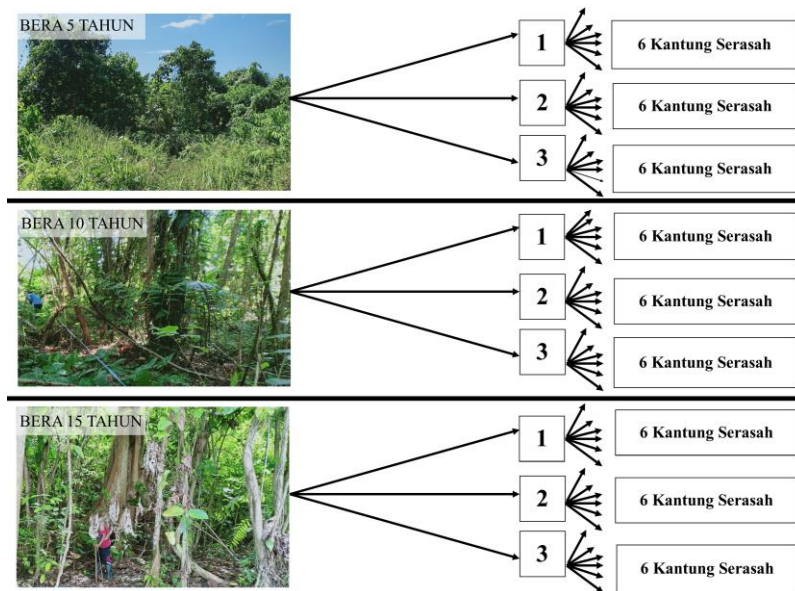 BERA 5 TAHUN
1
6 Kantung Serasah
2
6 Kantung Serasah
3
6 Kantung Serasah
BERA 10 TAHUN
1
6 Kantung Serasah
2
6 Kantung Serasah
3
6 Kantung Serasah
BERA 15 TAHUN
1
6 Kantung Serasah
2
6 Kantung Serasah
3
6 Kantung Serasah